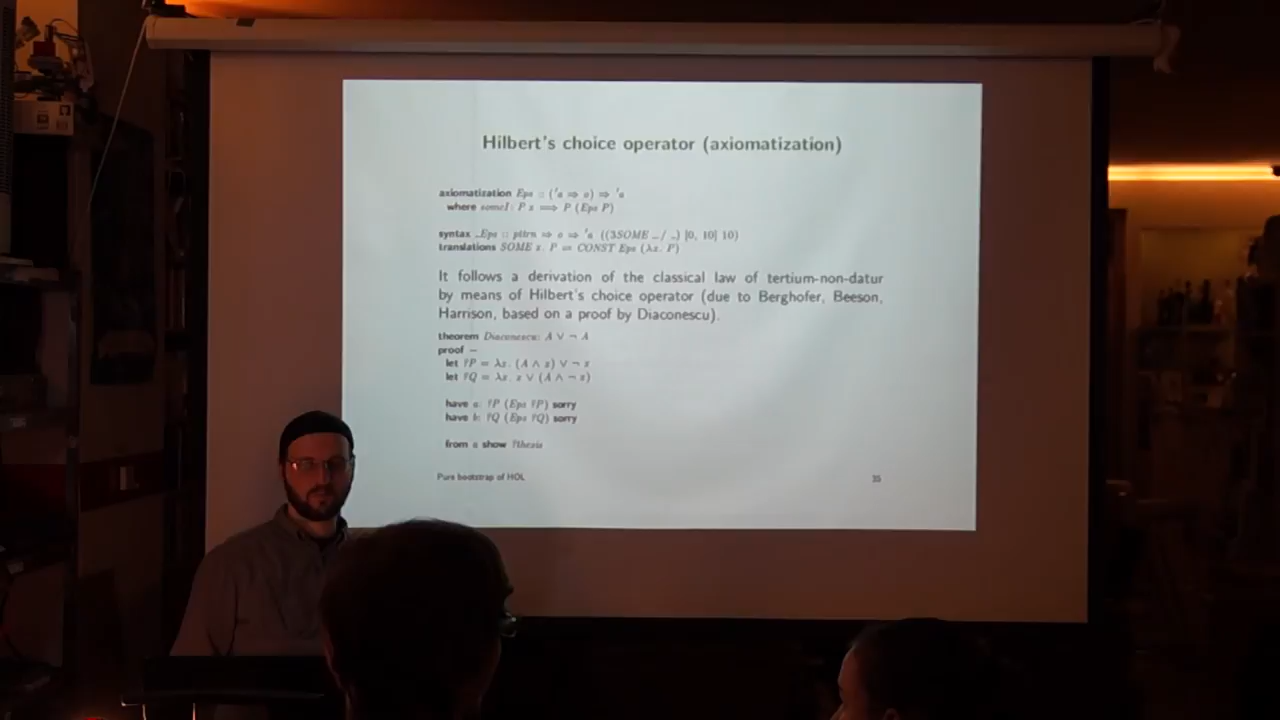 Hilbert's choice operator (axiomatization)
axiomatization Eps :: ('a ⇒ o) ⇒ 'a
where someI: P x ⟹ P (Eps P)
syntax _Eps :: pttrn ⇒ o ⇒ 'a ((3SOME _./ _) [0, 10] 10)
translations SOME x. P ⇌ CONST Eps (λx. P)
It follows a derivation of the classical law of tertium-non-datur
by means of Hilbert's choice operator (due to Berghofer, Beeson,
Harrison, based on a proof by Diaconescu).
theorem Diaconescu: A ∨ ¬ A
proof –
let ?P = λx. (A ∧ x) ∨ ¬ x
let ?Q = λx. x ∨ (A ∧ ¬ x)
have a: ?P (Eps ?P) sorry
have b: ?Q (Eps ?Q) sorry
from a show ?thesis
Pure bootstrap of HOL 35